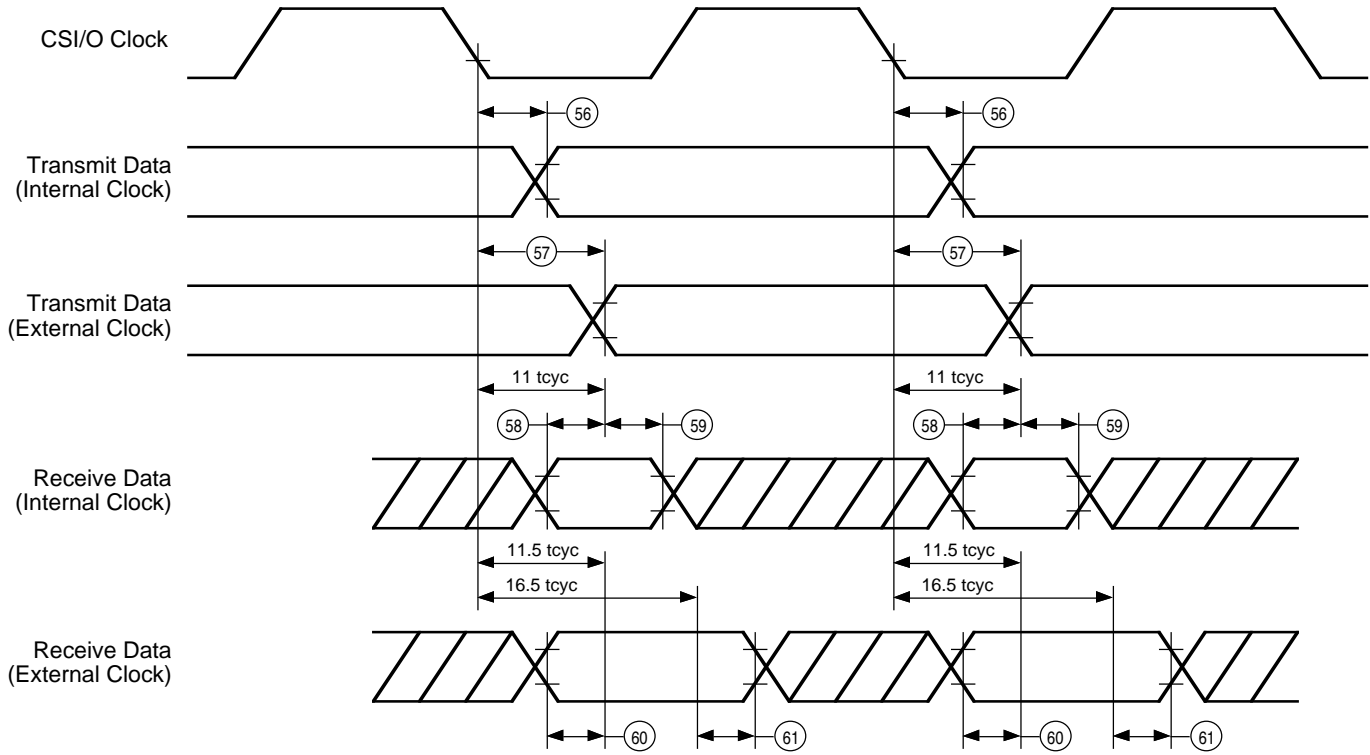 CSI/O Clock
56
56
Transmit Data
(Internal Clock)
57
57
Transmit Data
(External Clock)
11 tcyc
11 tcyc
58
59
58
59
Receive Data
(Internal Clock)
11.5 tcyc
11.5 tcyc
16.5 tcyc
16.5 tcyc
Receive Data
(External Clock)
60
61
60
61